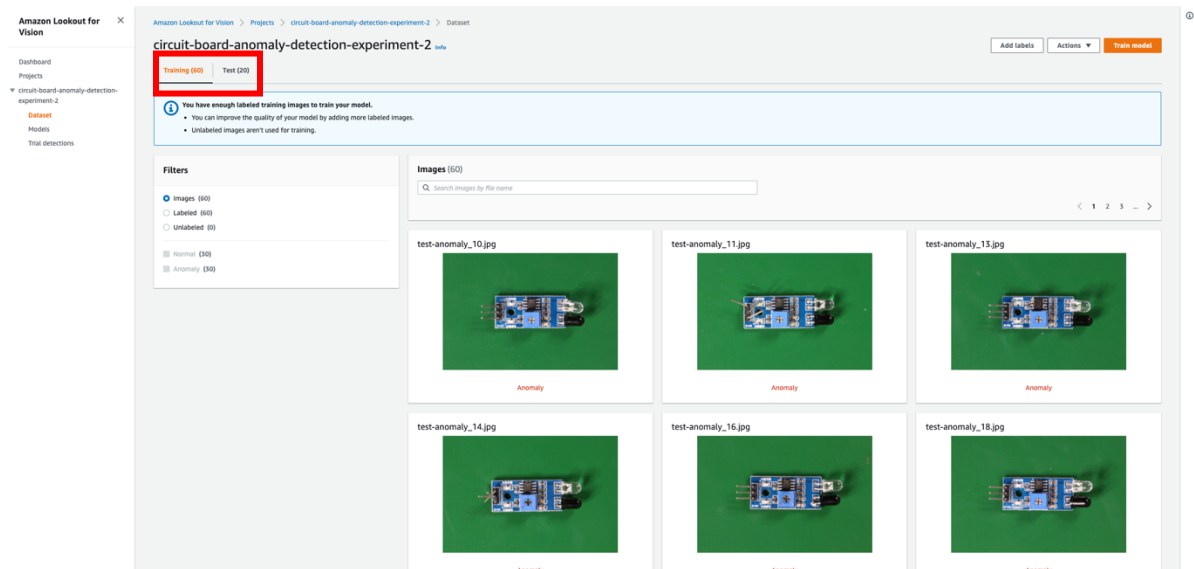 Amazon Lookout for Vision
Dashboard
Projects
circuit-board-anomaly-detection-experiment-2
Dataset
Models
Trial detections
Amazon Lookout for Vision > Projects > circuit-board-anomaly-detection-experiment-2 > Dataset
circuit-board-anomaly-detection-experiment-2 Info
Add labels Actions Train model
Training (60) Test (20)
You have enough labeled training images to train your model.
• You can improve the quality of your model by adding more labeled images.
• Unlabeled images aren't used for training.
Filters
Images (60)
Labeled (60)
Unlabeled (0)
Normal (30)
Anomaly (30)
Images (60)
Search images by file name
< 1 2 3 ... >
test-anomaly_10.jpg test-anomaly_11.jpg test-anomaly_13.jpg
Anomaly Anomaly Anomaly
test-anomaly_14.jpg test-anomaly_16.jpg test-anomaly_18.jpg